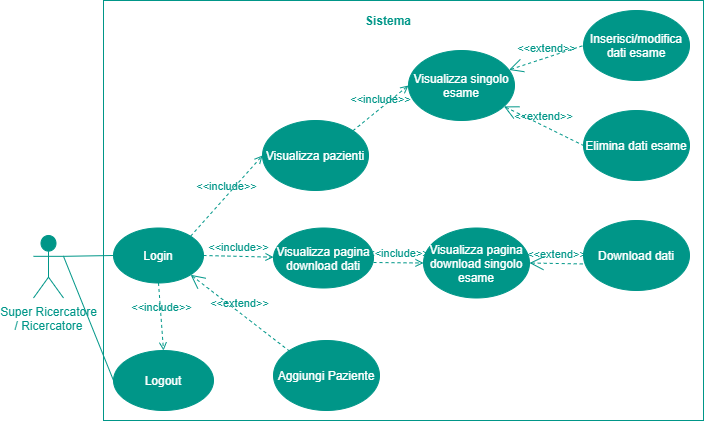 Sistema
Inserisci/modifica
dati esame
<<extend>>
Visualizza singolo
esame
<<include>>
<<extend>>
Elimina dati esame
Visualizza pazienti
<<include>>
Login
<<include>>
Visualizza pagina
download dati
<<include>>
Visualizza pagina
download singolo
esame
<<extend>>
Download dati
Super Ricercatore
/ Ricercatore
<<include>>
<<extend>>
Logout
Aggiungi Paziente